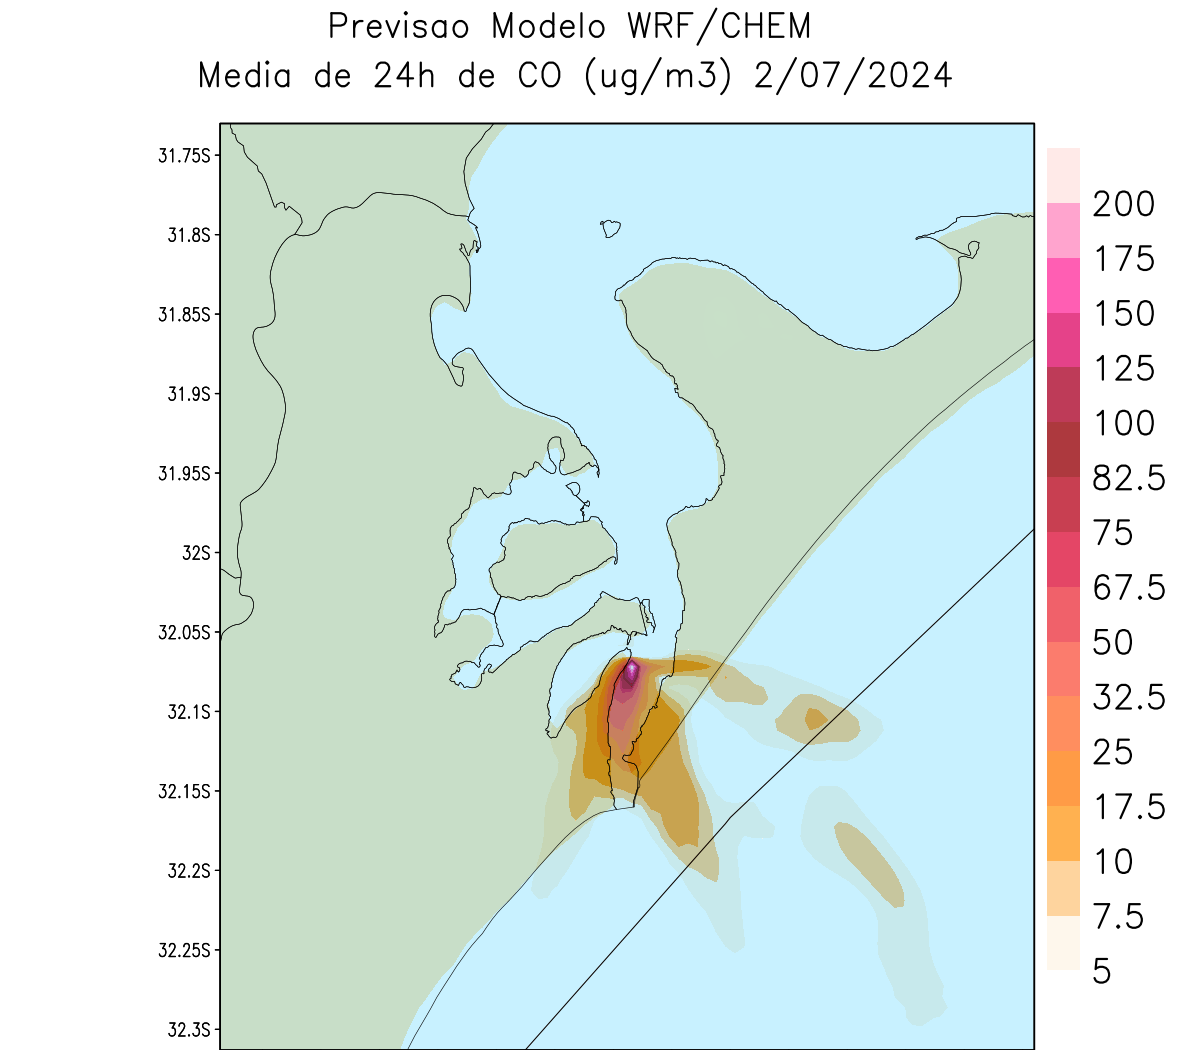 Previsao Modelo WRF/CHEM
Media de 24h de CO (ug/m3) 2/07/2024
31.75S
31.8S
31.85S
31.9S
31.95S
32S
32.05S
32.1S
32.15S
32.2S
32.25S
32.3S
200
175
150
125
100
82.5
75
67.5
50
32.5
25
17.5
10
7.5
5